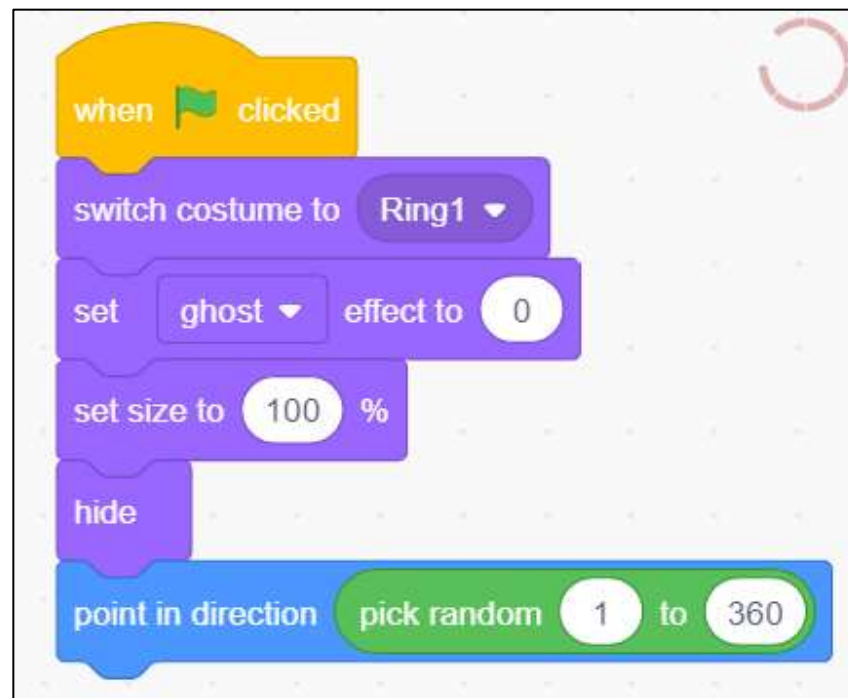 when clicked
switch costume to Ring1
set ghost effect to 0
set size to 100 %
hide
point in direction pick random 1 to 360